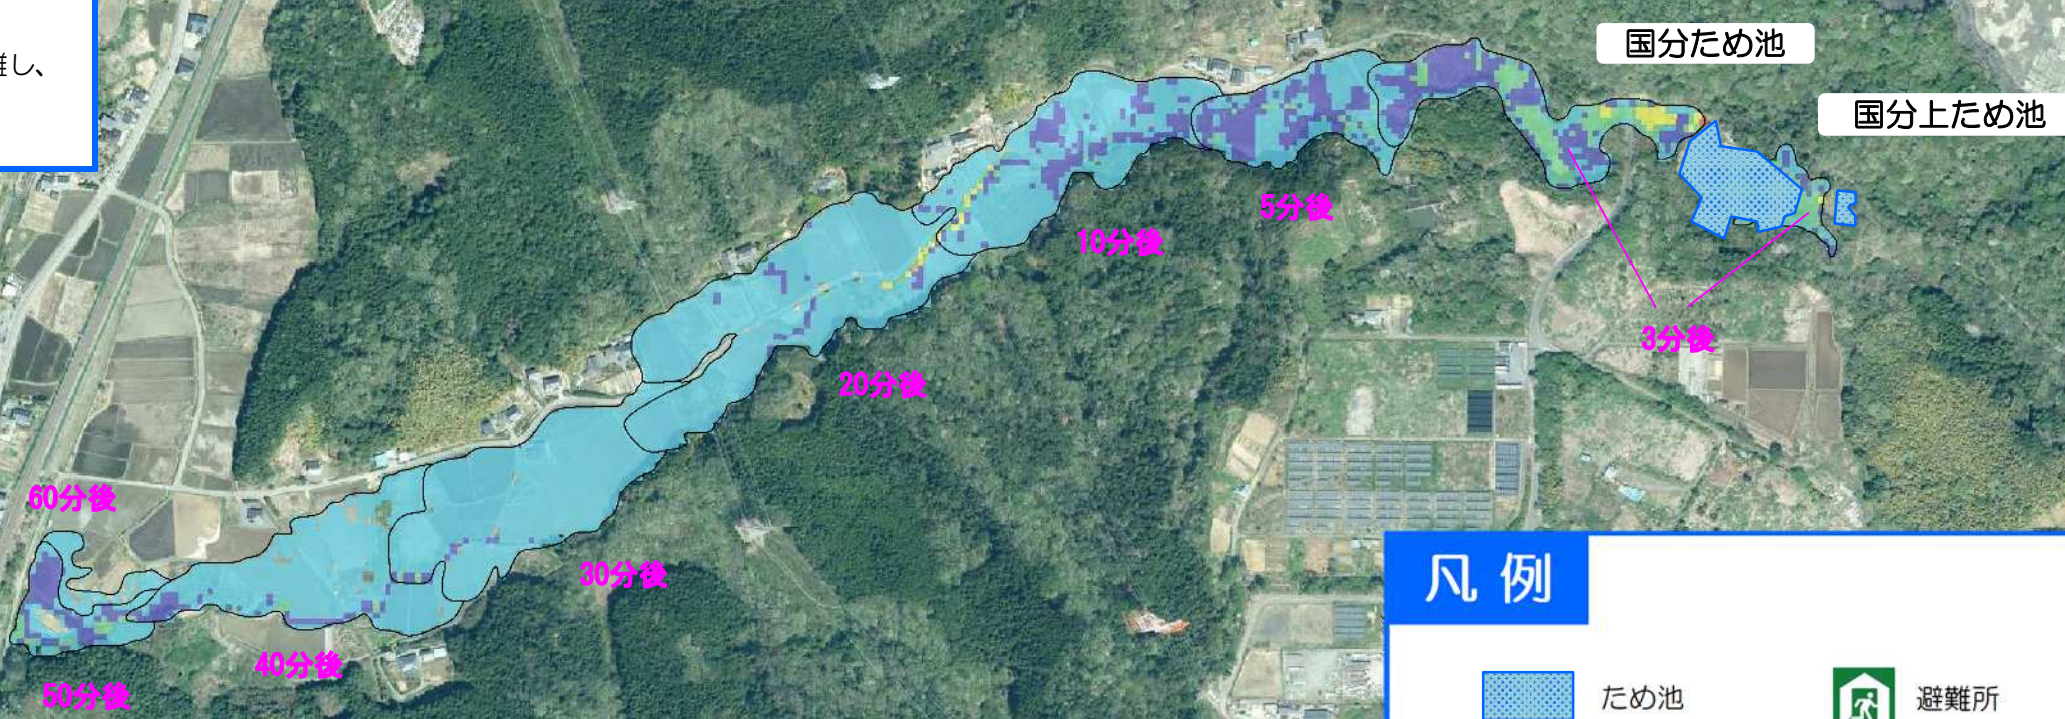 難し、
国分ため池
国分上ため池
5分後
10分後
3分後
20分後
60分後
30分後
40分後
50分後
凡例
ため池
避難所